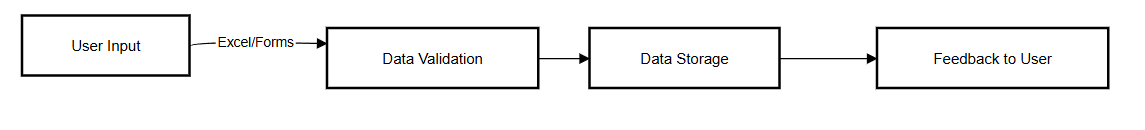 User Input
Excel/Forms
Data Validation
Data Storage
Feedback to User